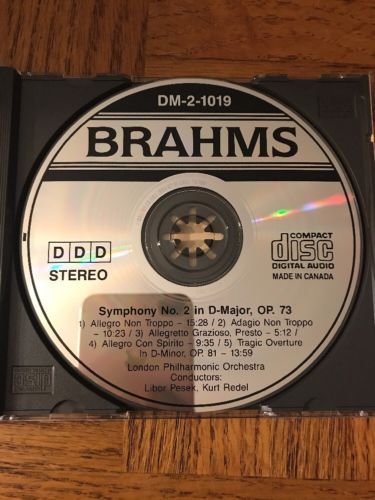 DM-2-1019
BRAHMS
D D D
STEREO
COMPACT
disc
DIGITAL AUDIO
MADE IN CANADA
Symphony No. 2 in D-Major, OP. 73
1) Allegro Non Troppo - 15:28 / 2) Adagio Non Troppo
- 10:23 / 3) Allegretto Grazioso, Presto - 5:12 /
4) Allegro Con Spirito - 9:35 / 5) Tragic Overture
In D-Minor, OP. 81 - 13:59
London Philharmonic Orchestra
Conductors:
Libor Pesek, Kurt Redel